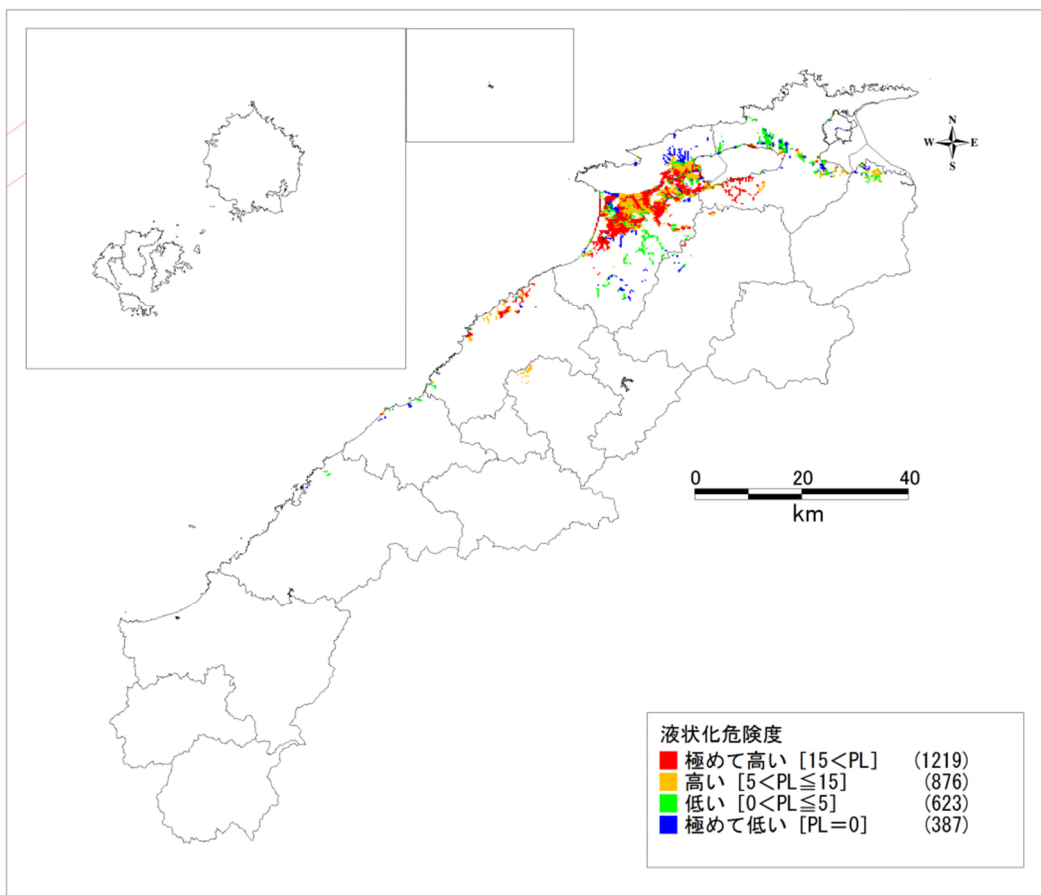 N
W E
S
0 20 40
km
液状化危険度
極めて高い [15<PL] (1219)
高い [5<PL≦15] (876)
低い [0<PL≦5] (623)
極めて低い [PL=0] (387)